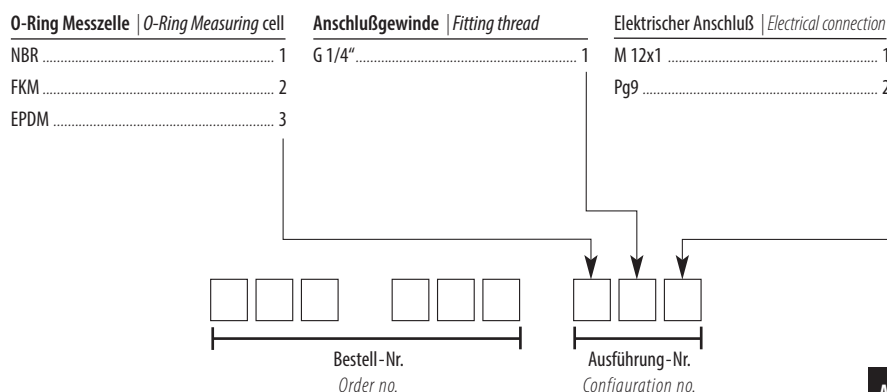 O-Ring Messzelle | O-Ring Measuring cell
NBR ........ 1
FKM ........ 2
EPDM ........ 3
Anschlußgewinde | Fitting thread
G 1/4“ ........ 1
Elektrischer Anschluß | Electrical connection
M 12x1 ........ 1
Pg9 ........ 2
Bestell-Nr.
Order no.
Ausführung-Nr.
Configuration no.